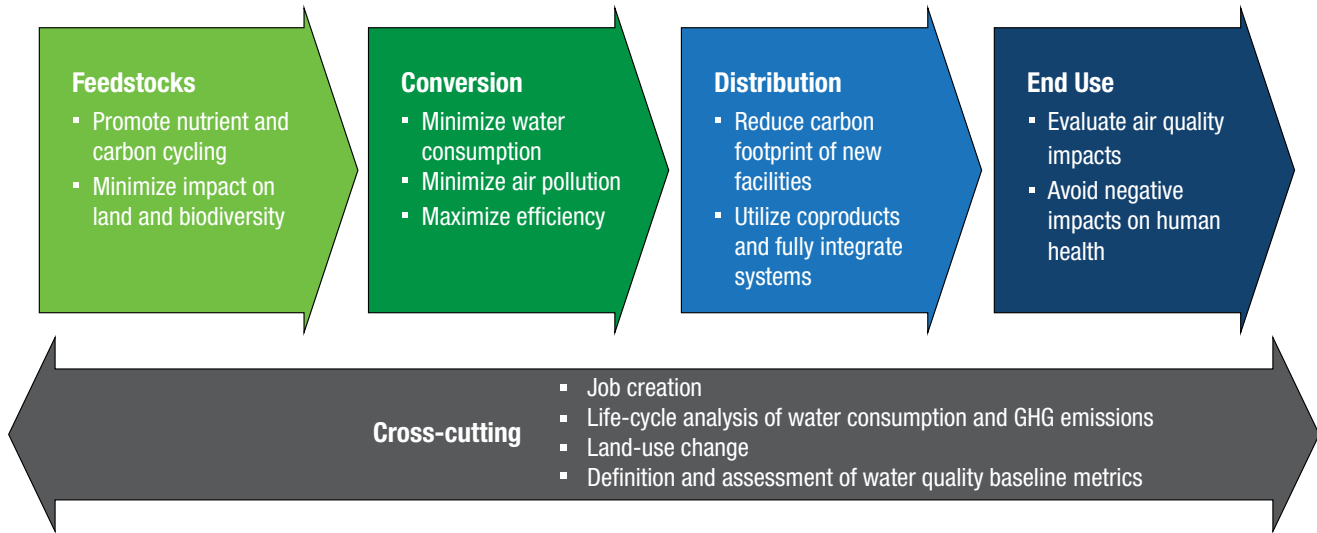 Feedstocks
▪ Promote nutrient and
carbon cycling
▪ Minimize impact on
land and biodiversity
Conversion
▪ Minimize water
consumption
▪ Minimize air pollution
▪ Maximize efficiency
Distribution
▪ Reduce carbon
footprint of new
facilities
▪ Utilize coproducts
and fully integrate
systems
End Use
▪ Evaluate air quality
impacts
▪ Avoid negative
impacts on human
health
Cross-cutting
▪ Job creation
▪ Life-cycle analysis of water consumption and GHG emissions
▪ Land-use change
▪ Definition and assessment of water quality baseline metrics